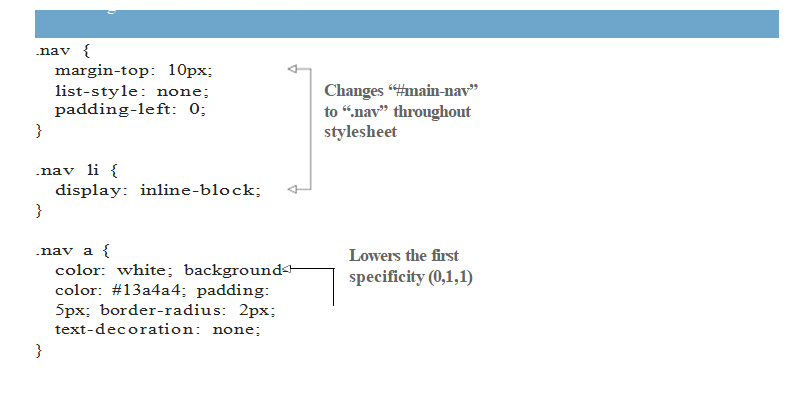 .nav {
margin-top: 10px;
list-style: none;
padding-left: 0;
}
Changes “#main-nav”
to “.nav” throughout
stylesheet
.nav li {
display: inline-block;
}
.nav a {
color: white; background-
color: #13a4a4; padding:
5px; border-radius: 2px;
text-decoration: none;
}
Lowers the first
specificity (0,1,1)